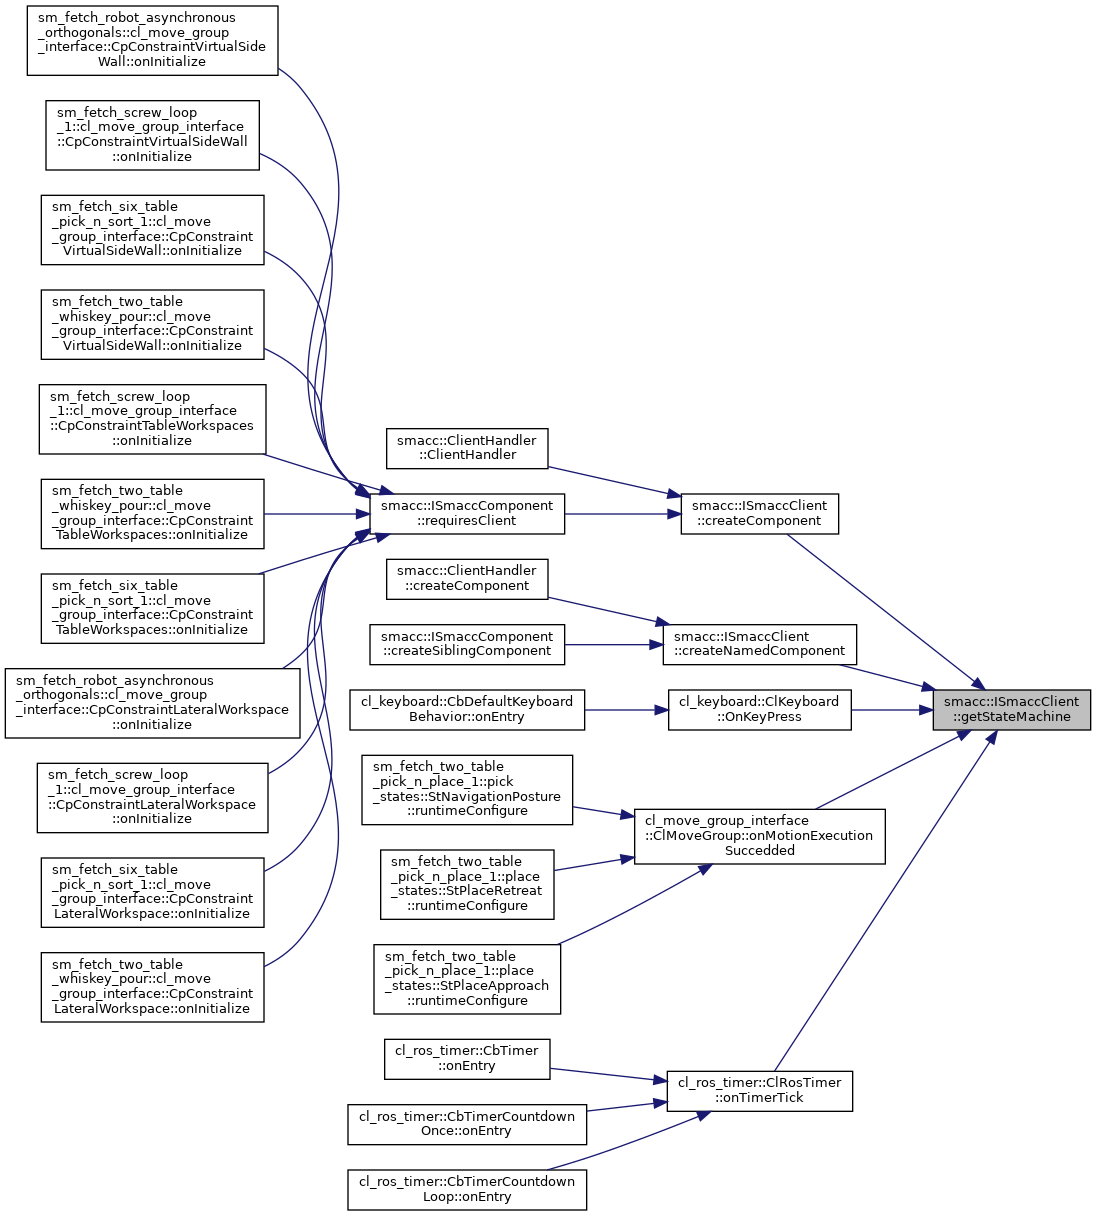 sm_fetch_robot_asynchronous
_orthogonals::cl_move_group
_interface::CpConstraintVirtualSide
Wall::onInitialize
sm_fetch_screw_loop
_1::cl_move_group_interface
::CpConstraintVirtualSideWall
::onInitialize
sm_fetch_six_table
_pick_n_sort_1::cl_move
_group_interface::CpConstraint
VirtualSideWall::onInitialize
sm_fetch_two_table
_whiskey_pour::cl_move
_group_interface::CpConstraint
VirtualSideWall::onInitialize
sm_fetch_screw_loop
_1::cl_move_group_interface
::CpConstraintTableWorkspaces
::onInitialize
sm_fetch_two_table
_whiskey_pour::cl_move
_group_interface::CpConstraint
TableWorkspaces::onInitialize
sm_fetch_six_table
_pick_n_sort_1::cl_move
_group_interface::CpConstraint
TableWorkspaces::onInitialize
sm_fetch_robot_asynchronous
_orthogonals::cl_move_group
_interface::CpConstraintLateralWorkspace
::onInitialize
sm_fetch_screw_loop
_1::cl_move_group_interface
::CpConstraintLateralWorkspace
::onInitialize
sm_fetch_six_table
_pick_n_sort_1::cl_move
_group_interface::CpConstraint
LateralWorkspace::onInitialize
sm_fetch_two_table
_whiskey_pour::cl_move
_group_interface::CpConstraint
LateralWorkspace::onInitialize
smacc::ClientHandler
::ClientHandler
smacc::ISmaccComponent
::requiresClient
smacc::ClientHandler
::createComponent
smacc::ISmaccComponent
::createSiblingComponent
cl_keyboard::CbDefaultKeyboard
Behavior::onEntry
sm_fetch_two_table
_pick_n_place_1::pick
_states::StNavigationPosture
::runtimeConfigure
sm_fetch_two_table
_pick_n_place_1::place
_states::StPlaceRetreat
::runtimeConfigure
sm_fetch_two_table
_pick_n_place_1::place
_states::StPlaceApproach
::runtimeConfigure
cl_ros_timer::CbTimer
::onEntry
cl_ros_timer::CbTimerCountdown
Once::onEntry
cl_ros_timer::CbTimerCountdown
Loop::onEntry
smacc::ISmaccClient
::createComponent
smacc::ISmaccClient
::createNamedComponent
cl_keyboard::ClKeyboard
::OnKeyPress
cl_move_group_interface
::ClMoveGroup::onMotionExecution
Succedded
cl_ros_timer::ClRosTimer
::onTimerTick
smacc::ISmaccClient
::getStateMachine